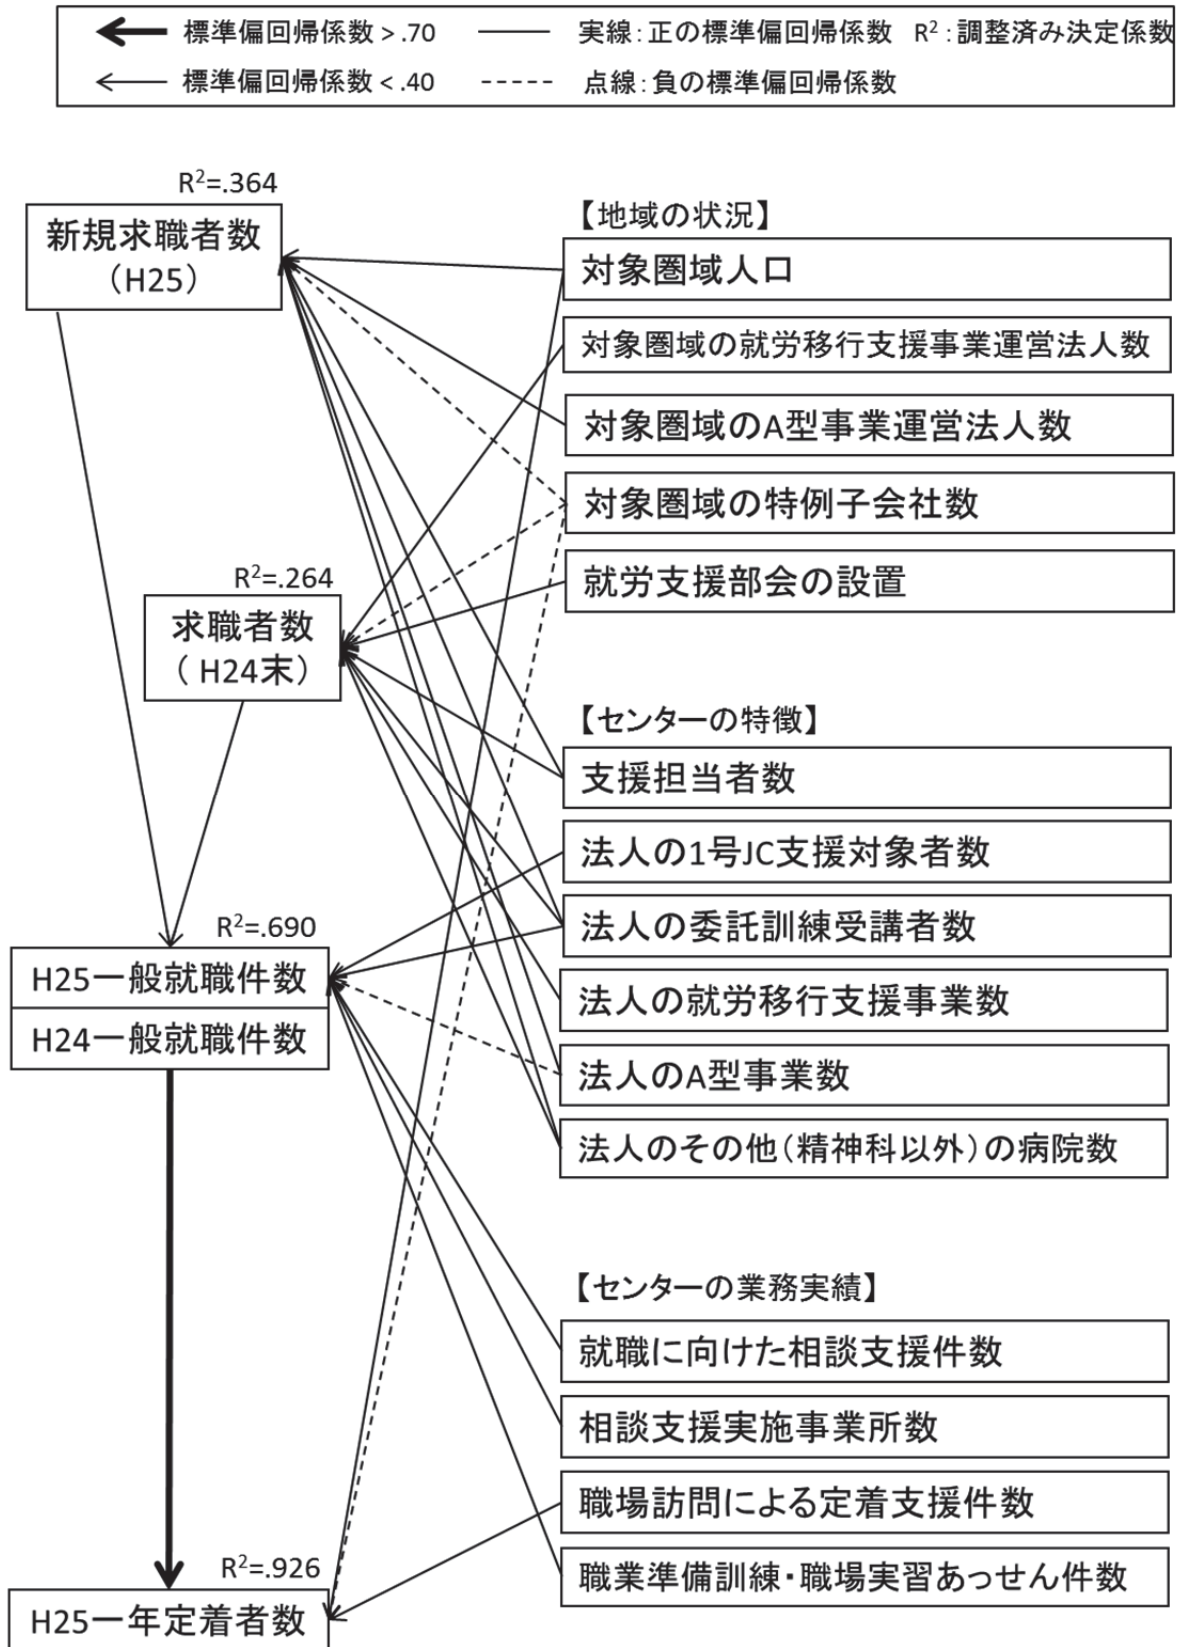 標準偏回帰係数 > .70 実線：正の標準偏回帰係数 R²：調整済み決定係数
標準偏回帰係数 < .40 点線：負の標準偏回帰係数
R²=.364
新規求職者数
（H25）
【地域の状況】
対象圏域人口
対象圏域の就労移行支援事業運営法人数
対象圏域のA型事業運営法人数
対象圏域の特例子会社数
就労支援部会の設置
R²=.264
求職者数
（ H24末）
【センターの特徴】
支援担当者数
法人の1号JC支援対象者数
法人の委託訓練受講者数
法人の就労移行支援事業数
法人のA型事業数
法人のその他（精神科以外）の病院数
R²=.690
H25一般就職件数
H24一般就職件数
【センターの業務実績】
就職に向けた相談支援件数
相談支援実施事業所数
職場訪問による定着支援件数
職業準備訓練・職場実習あっせん件数
R²=.926
H25一年定着者数